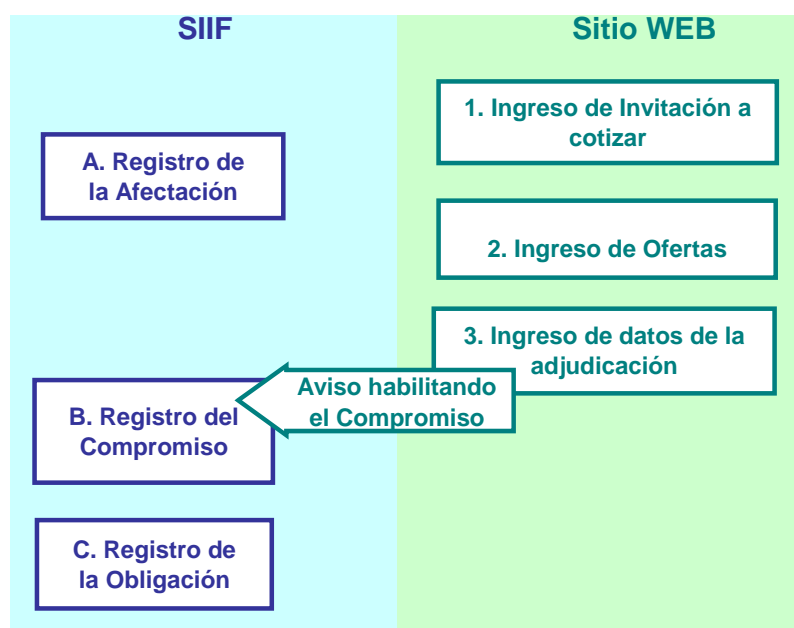 SIIF
Sitio WEB
1. Ingreso de Invitación a
cotizar
A. Registro de
la Afectación
2. Ingreso de Ofertas
3. Ingreso de datos de la
adjudicación
Aviso habilitando
el Compromiso
B. Registro del
Compromiso
C. Registro de
la Obligación